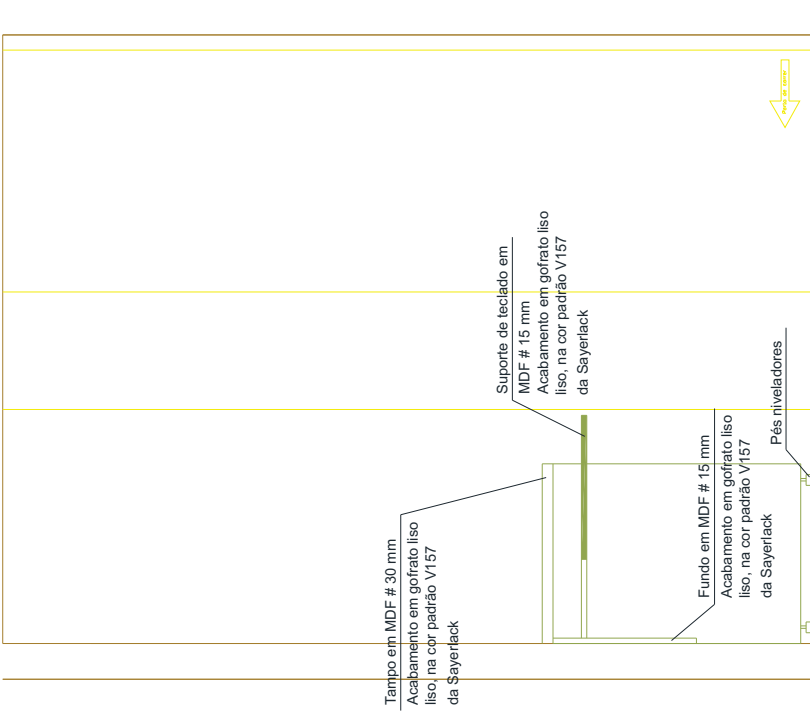 Tampo em MDF # 30 mm
Acabamento em gofrato liso
liso, na cor padrão V157
da Sayerlack
Suporte de teclado em
MDF # 15 mm
Acabamento em gofrato liso
liso, na cor padrão V157
da Sayerlack
Fundo em MDF # 15 mm
Acabamento em gofrato liso
liso, na cor padrão V157
da Sayerlack
Pés niveladores